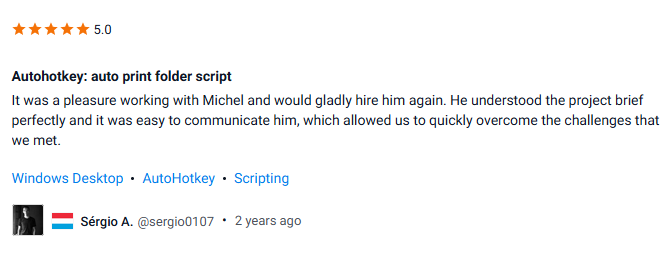 5.0
Autohotkey: auto print folder script
It was a pleasure working with Michel and would gladly hire him again. He understood the project brief
perfectly and it was easy to communicate him, which allowed us to quickly overcome the challenges that
we met.
Windows Desktop • AutoHotkey • Scripting
Sérgio A. @sergio0107 • 2 years ago